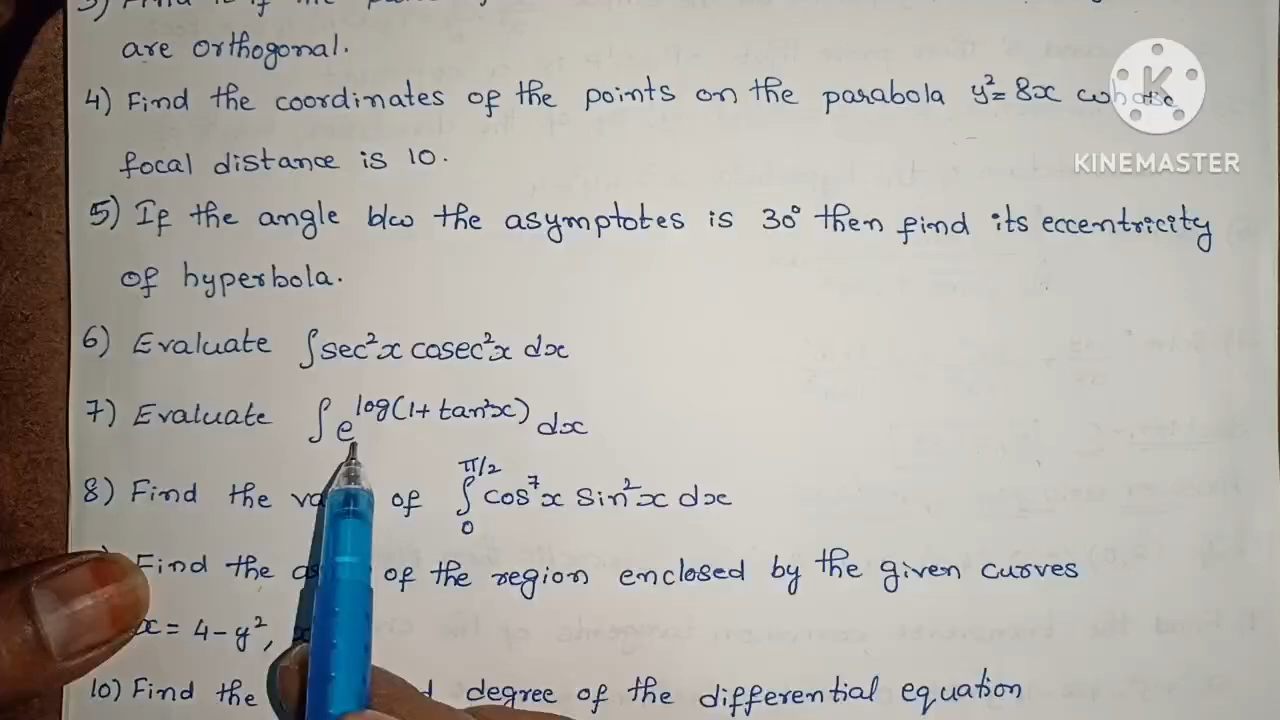 are orthogonal.
4) Find the coordinates of the points on the parabola y²= 8x whose
focal distance is 10.
5) If the angle b/w the asymptotes is 30° then find its eccentricity
of hyperbola.
6) Evaluate ∫sec²x cosec²x dx
7) Evaluate ∫ e^log(1+ tan²x) dx
8) Find the of ∫₀^π/2 cos⁷x sin²x dx
Find the of the region enclosed by the given curves
x = 4-y²,
10) Find the degree of the differential equation
K
KINEMASTER